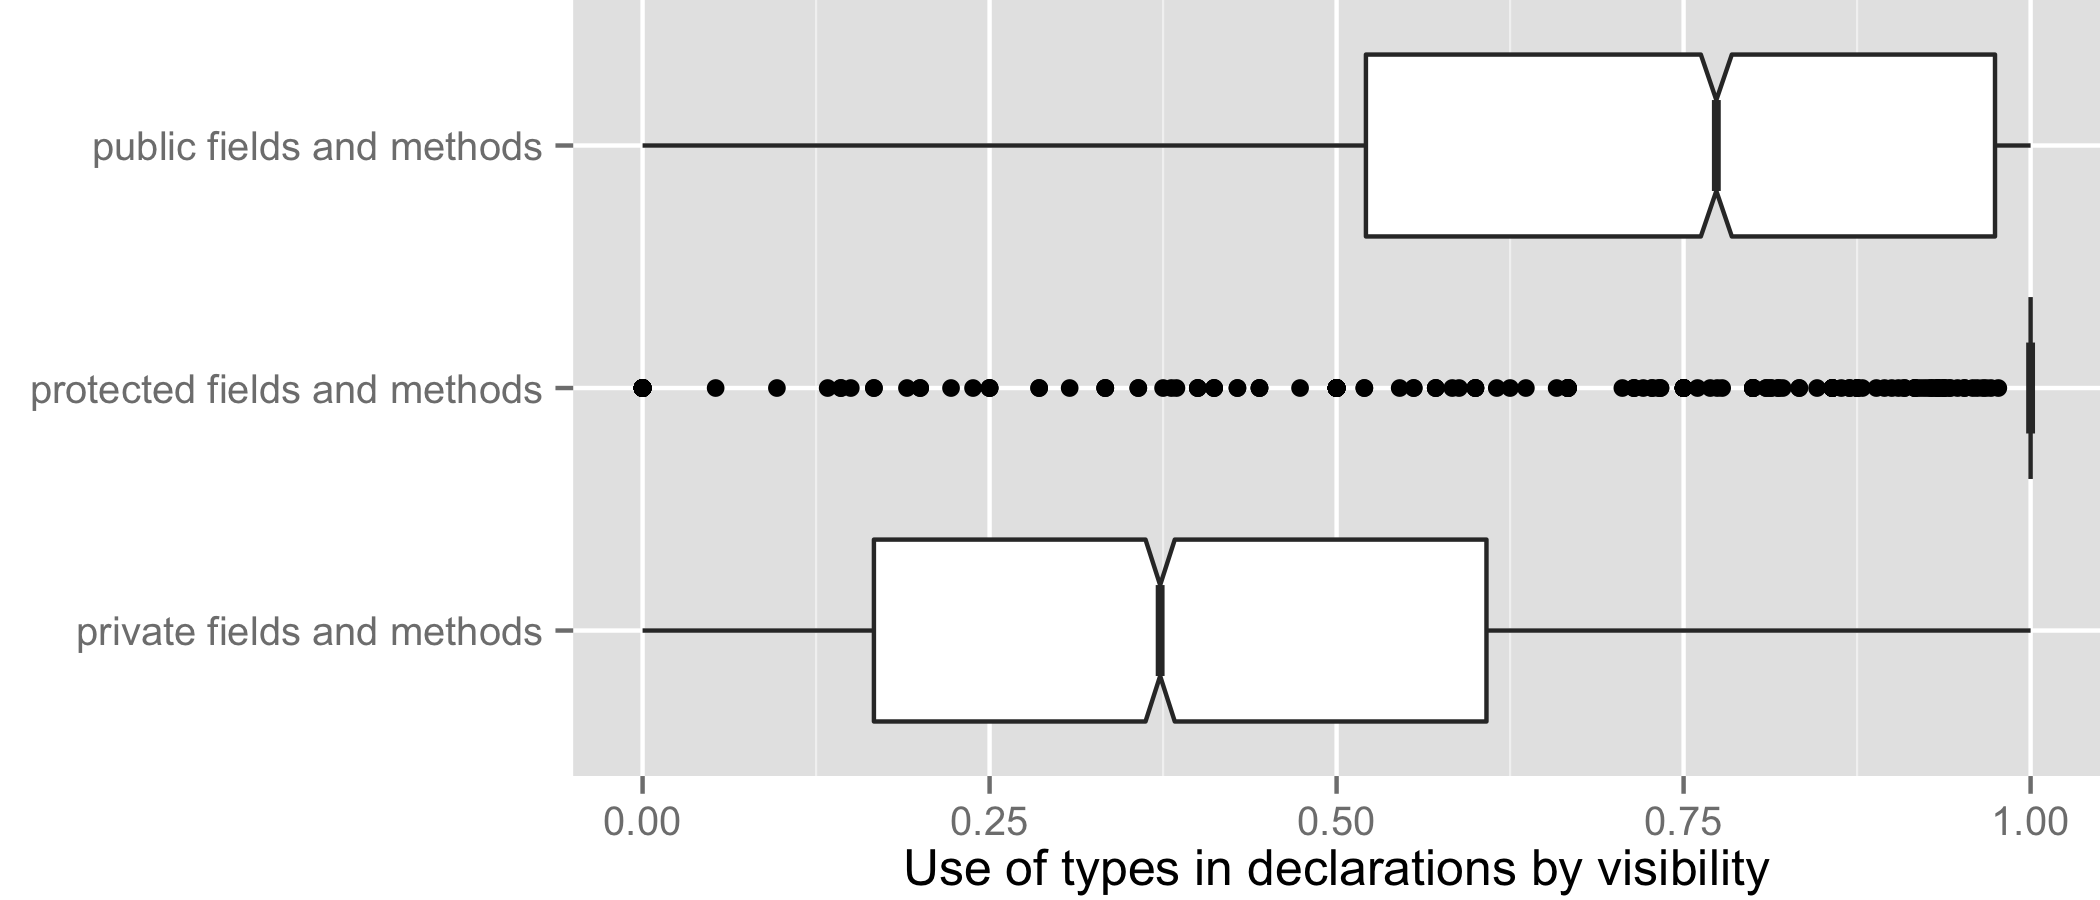 public fields and methods
protected fields and methods
private fields and methods
0.00 0.25 0.50 0.75 1.00
Use of types in declarations by visibility